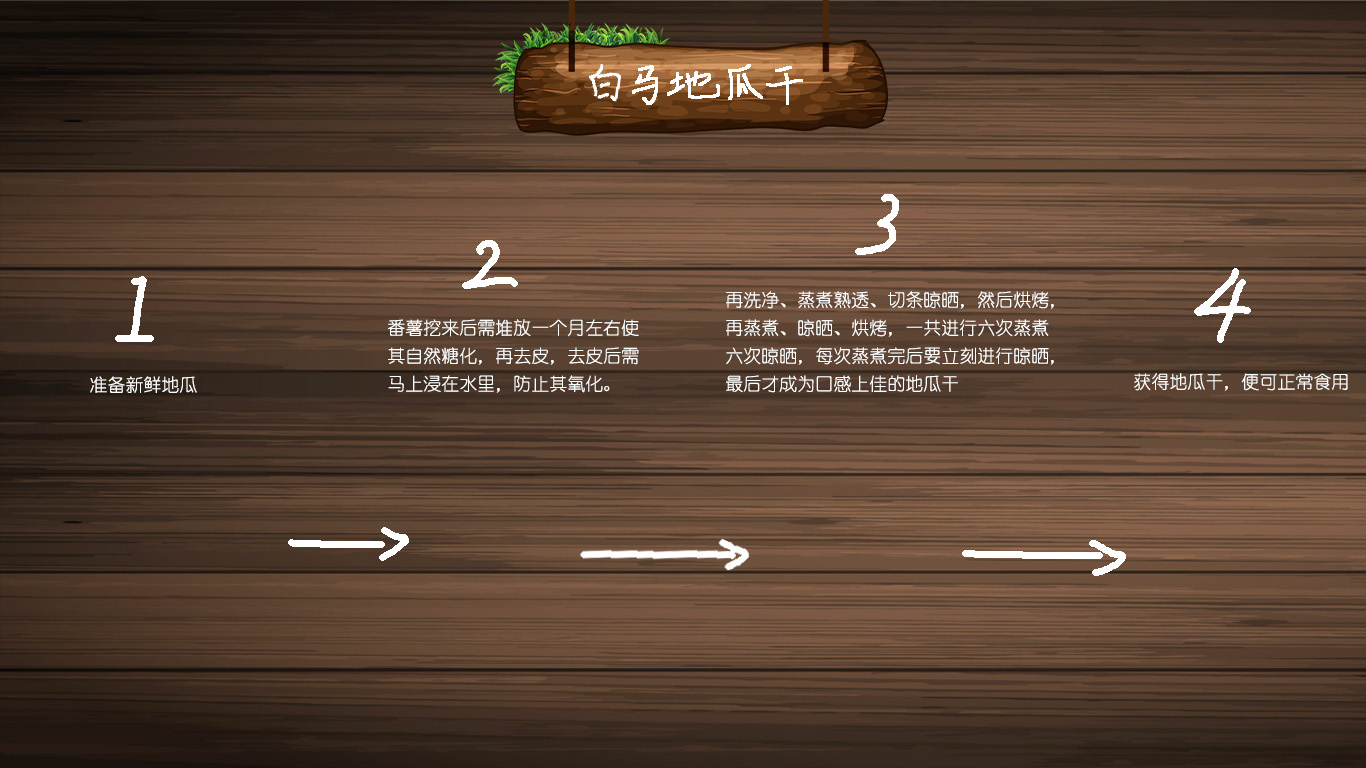 白马地瓜干
1
准备新鲜地瓜
2
番薯挖来后需堆放一个月左右使
其自然糖化，再去皮，去皮后需
马上浸在水里，防止其氧化。
3
再洗净、蒸煮熟透、切条晾晒，然后烘烤，
再蒸煮、晾晒、烘烤，一共进行六次蒸煮
六次晾晒，每次蒸煮完后要立刻进行晾晒，
最后才成为口感上佳的地瓜干
4
获得地瓜干，便可正常食用